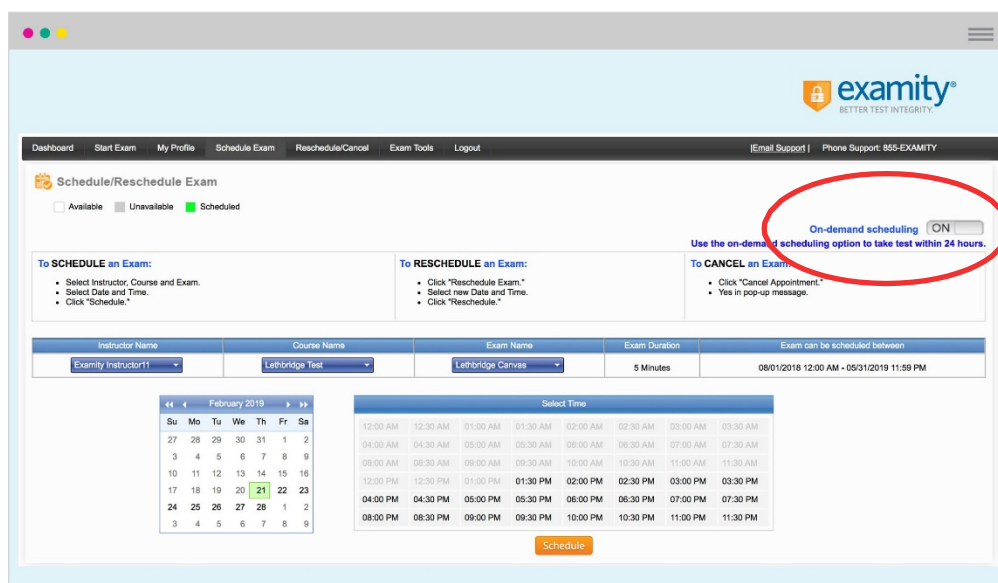 examity®
BETTER TEST INTEGRITY.
Dashboard Start Exam My Profile Schedule Exam Reschedule/Cancel Exam Tools Logout |Email Support | Phone Support: 855-EXAMITY
Schedule/Reschedule Exam
Available Unavailable Scheduled
On-demand scheduling ON
Use the on-demand scheduling option to take test within 24 hours.
To SCHEDULE an Exam:
• Select Instructor, Course and Exam.
• Select Date and Time.
• Click "Schedule."
To RESCHEDULE an Exam:
• Click "Reschedule Exam."
• Select new Date and Time.
• Click "Reschedule."
To CANCEL an Exam:
• Click "Cancel Appointment."
• Yes in pop-up message.
Instructor Name Course Name Exam Name Exam Duration Exam can be scheduled between
Examity Instructor11 Lethbridge Test Lethbridge Canvas 5 Minutes 08/01/2018 12:00 AM - 05/31/2019 11:59 PM
February 2019
Su Mo Tu We Th Fr Sa
27 28 29 30 31 1 2
3 4 5 6 7 8 9
10 11 12 13 14 15 16
17 18 19 20 21 22 23
24 25 26 27 28 1 2
3 4 5 6 7 8 9
Select Time
12:00 AM 12:30 AM 01:00 AM 01:30 AM 02:00 AM 02:30 AM 03:00 AM 03:30 AM
04:00 AM 04:30 AM 05:00 AM 05:30 AM 06:00 AM 06:30 AM 07:00 AM 07:30 AM
08:00 AM 08:30 AM 09:00 AM 09:30 AM 10:00 AM 10:30 AM 11:00 AM 11:30 AM
12:00 PM 12:30 PM 01:00 PM 01:30 PM 02:00 PM 02:30 PM 03:00 PM 03:30 PM
04:00 PM 04:30 PM 05:00 PM 05:30 PM 06:00 PM 06:30 PM 07:00 PM 07:30 PM
08:00 PM 08:30 PM 09:00 PM 09:30 PM 10:00 PM 10:30 PM 11:00 PM 11:30 PM
Schedule